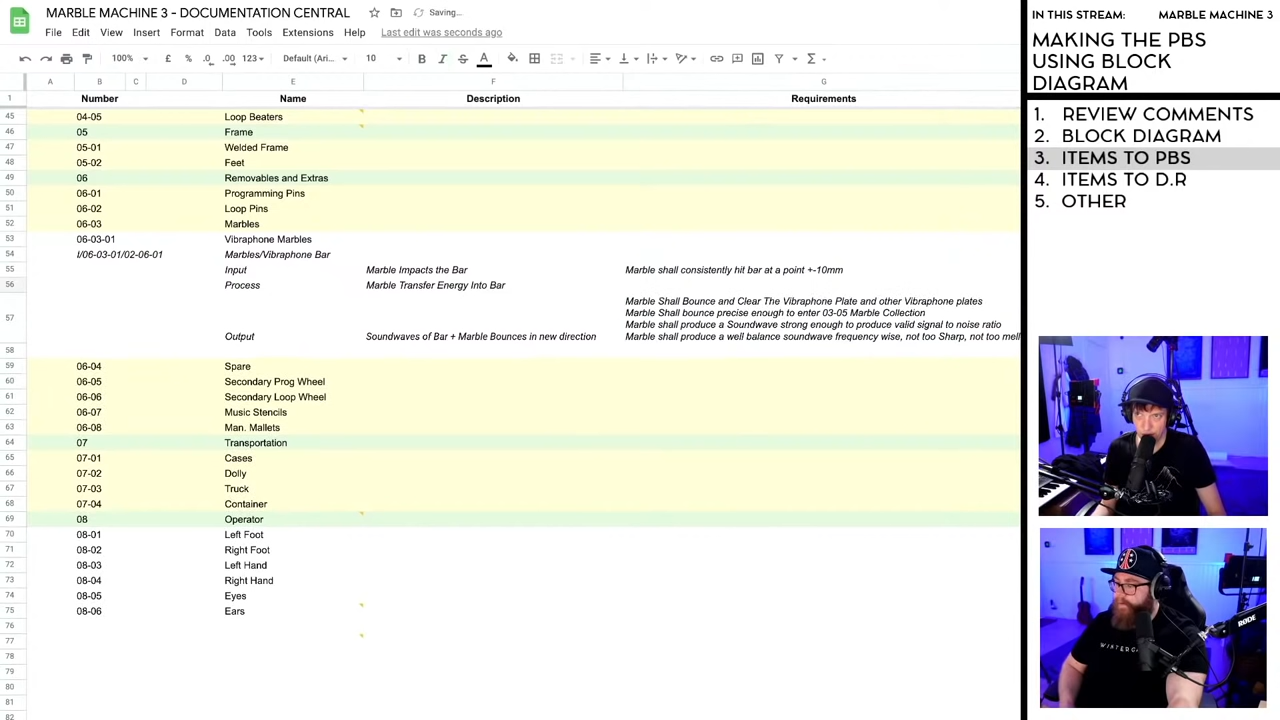 MARBLE MACHINE 3 - DOCUMENTATION CENTRAL
Saving...
File Edit View Insert Format Data Tools Extensions Help Last edit was seconds ago
100% £ % .0 .00 123 Default (Ari... 10 B I S A
A B C D E F G
1 Number Name Description Requirements
45 04-05 Loop Beaters
46 05 Frame
47 05-01 Welded Frame
48 05-02 Feet
49 06 Removables and Extras
50 06-01 Programming Pins
51 06-02 Loop Pins
52 06-03 Marbles
53 06-03-01 Vibraphone Marbles
54 I/06-03-01/02-06-01 Marbles/Vibraphone Bar
55 Input Marble Impacts the Bar Marble shall consistently hit bar at a point +-10mm
56 Process Marble Transfer Energy Into Bar
Marble Shall Bounce and Clear The Vibraphone Plate and other Vibraphone plates
Marble Shall bounce precise enough to enter 03-05 Marble Collection
57 Marble shall produce a Soundwave strong enough to produce valid signal to noise ratio
Output Soundwaves of Bar + Marble Bounces in new direction Marble shall produce a well balance soundwave frequency wise, not too Sharp, not too mell
58
59 06-04 Spare
60 06-05 Secondary Prog Wheel
61 06-06 Secondary Loop Wheel
62 06-07 Music Stencils
63 06-08 Man. Mallets
64 07 Transportation
65 07-01 Cases
66 07-02 Dolly
67 07-03 Truck
68 07-04 Container
69 08 Operator
70 08-01 Left Foot
71 08-02 Right Foot
72 08-03 Left Hand
73 08-04 Right Hand
74 08-05 Eyes
75 08-06 Ears
76
77
78
79
80
81
82
IN THIS STREAM: MARBLE MACHINE 3
MAKING THE PBS
USING BLOCK
DIAGRAM
1. REVIEW COMMENTS
2. BLOCK DIAGRAM
3. ITEMS TO PBS
4. ITEMS TO D.R
5. OTHER
RØDE